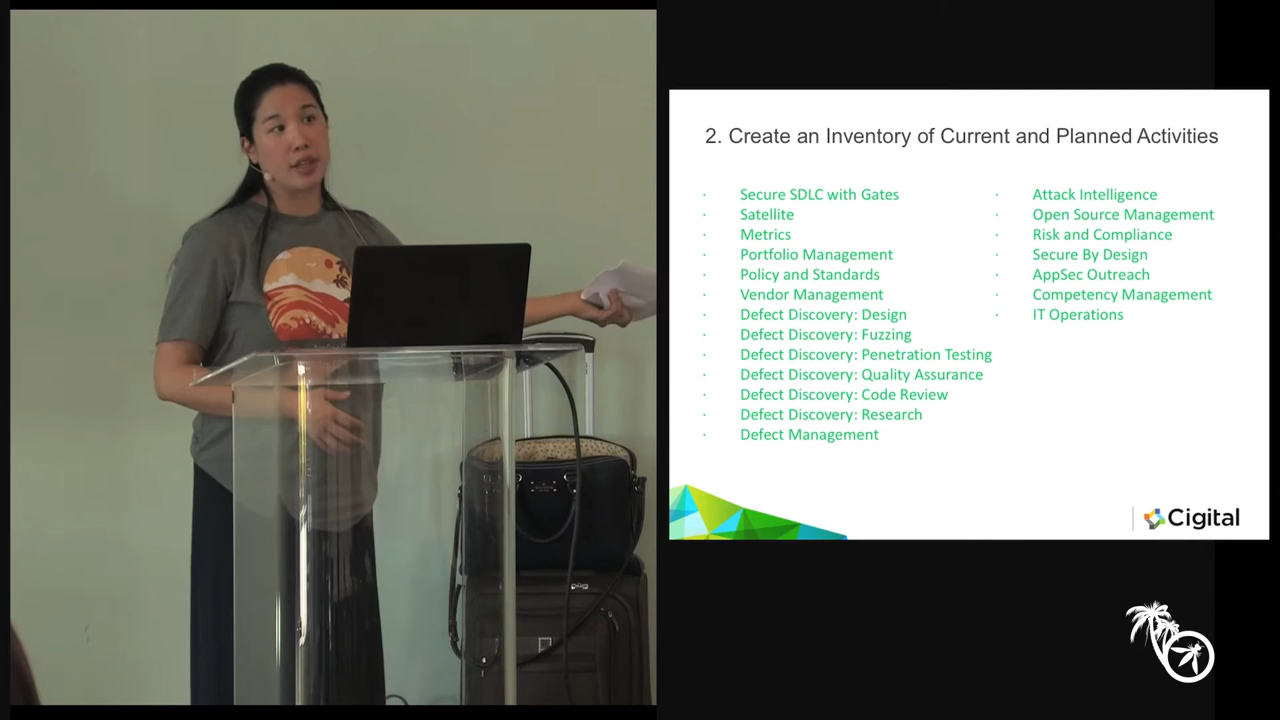 2. Create an Inventory of Current and Planned Activities
· Secure SDLC with Gates
· Satellite
· Metrics
· Portfolio Management
· Policy and Standards
· Vendor Management
· Defect Discovery: Design
· Defect Discovery: Fuzzing
· Defect Discovery: Penetration Testing
· Defect Discovery: Quality Assurance
· Defect Discovery: Code Review
· Defect Discovery: Research
· Defect Management
· Attack Intelligence
· Open Source Management
· Risk and Compliance
· Secure By Design
· AppSec Outreach
· Competency Management
· IT Operations
Cigital